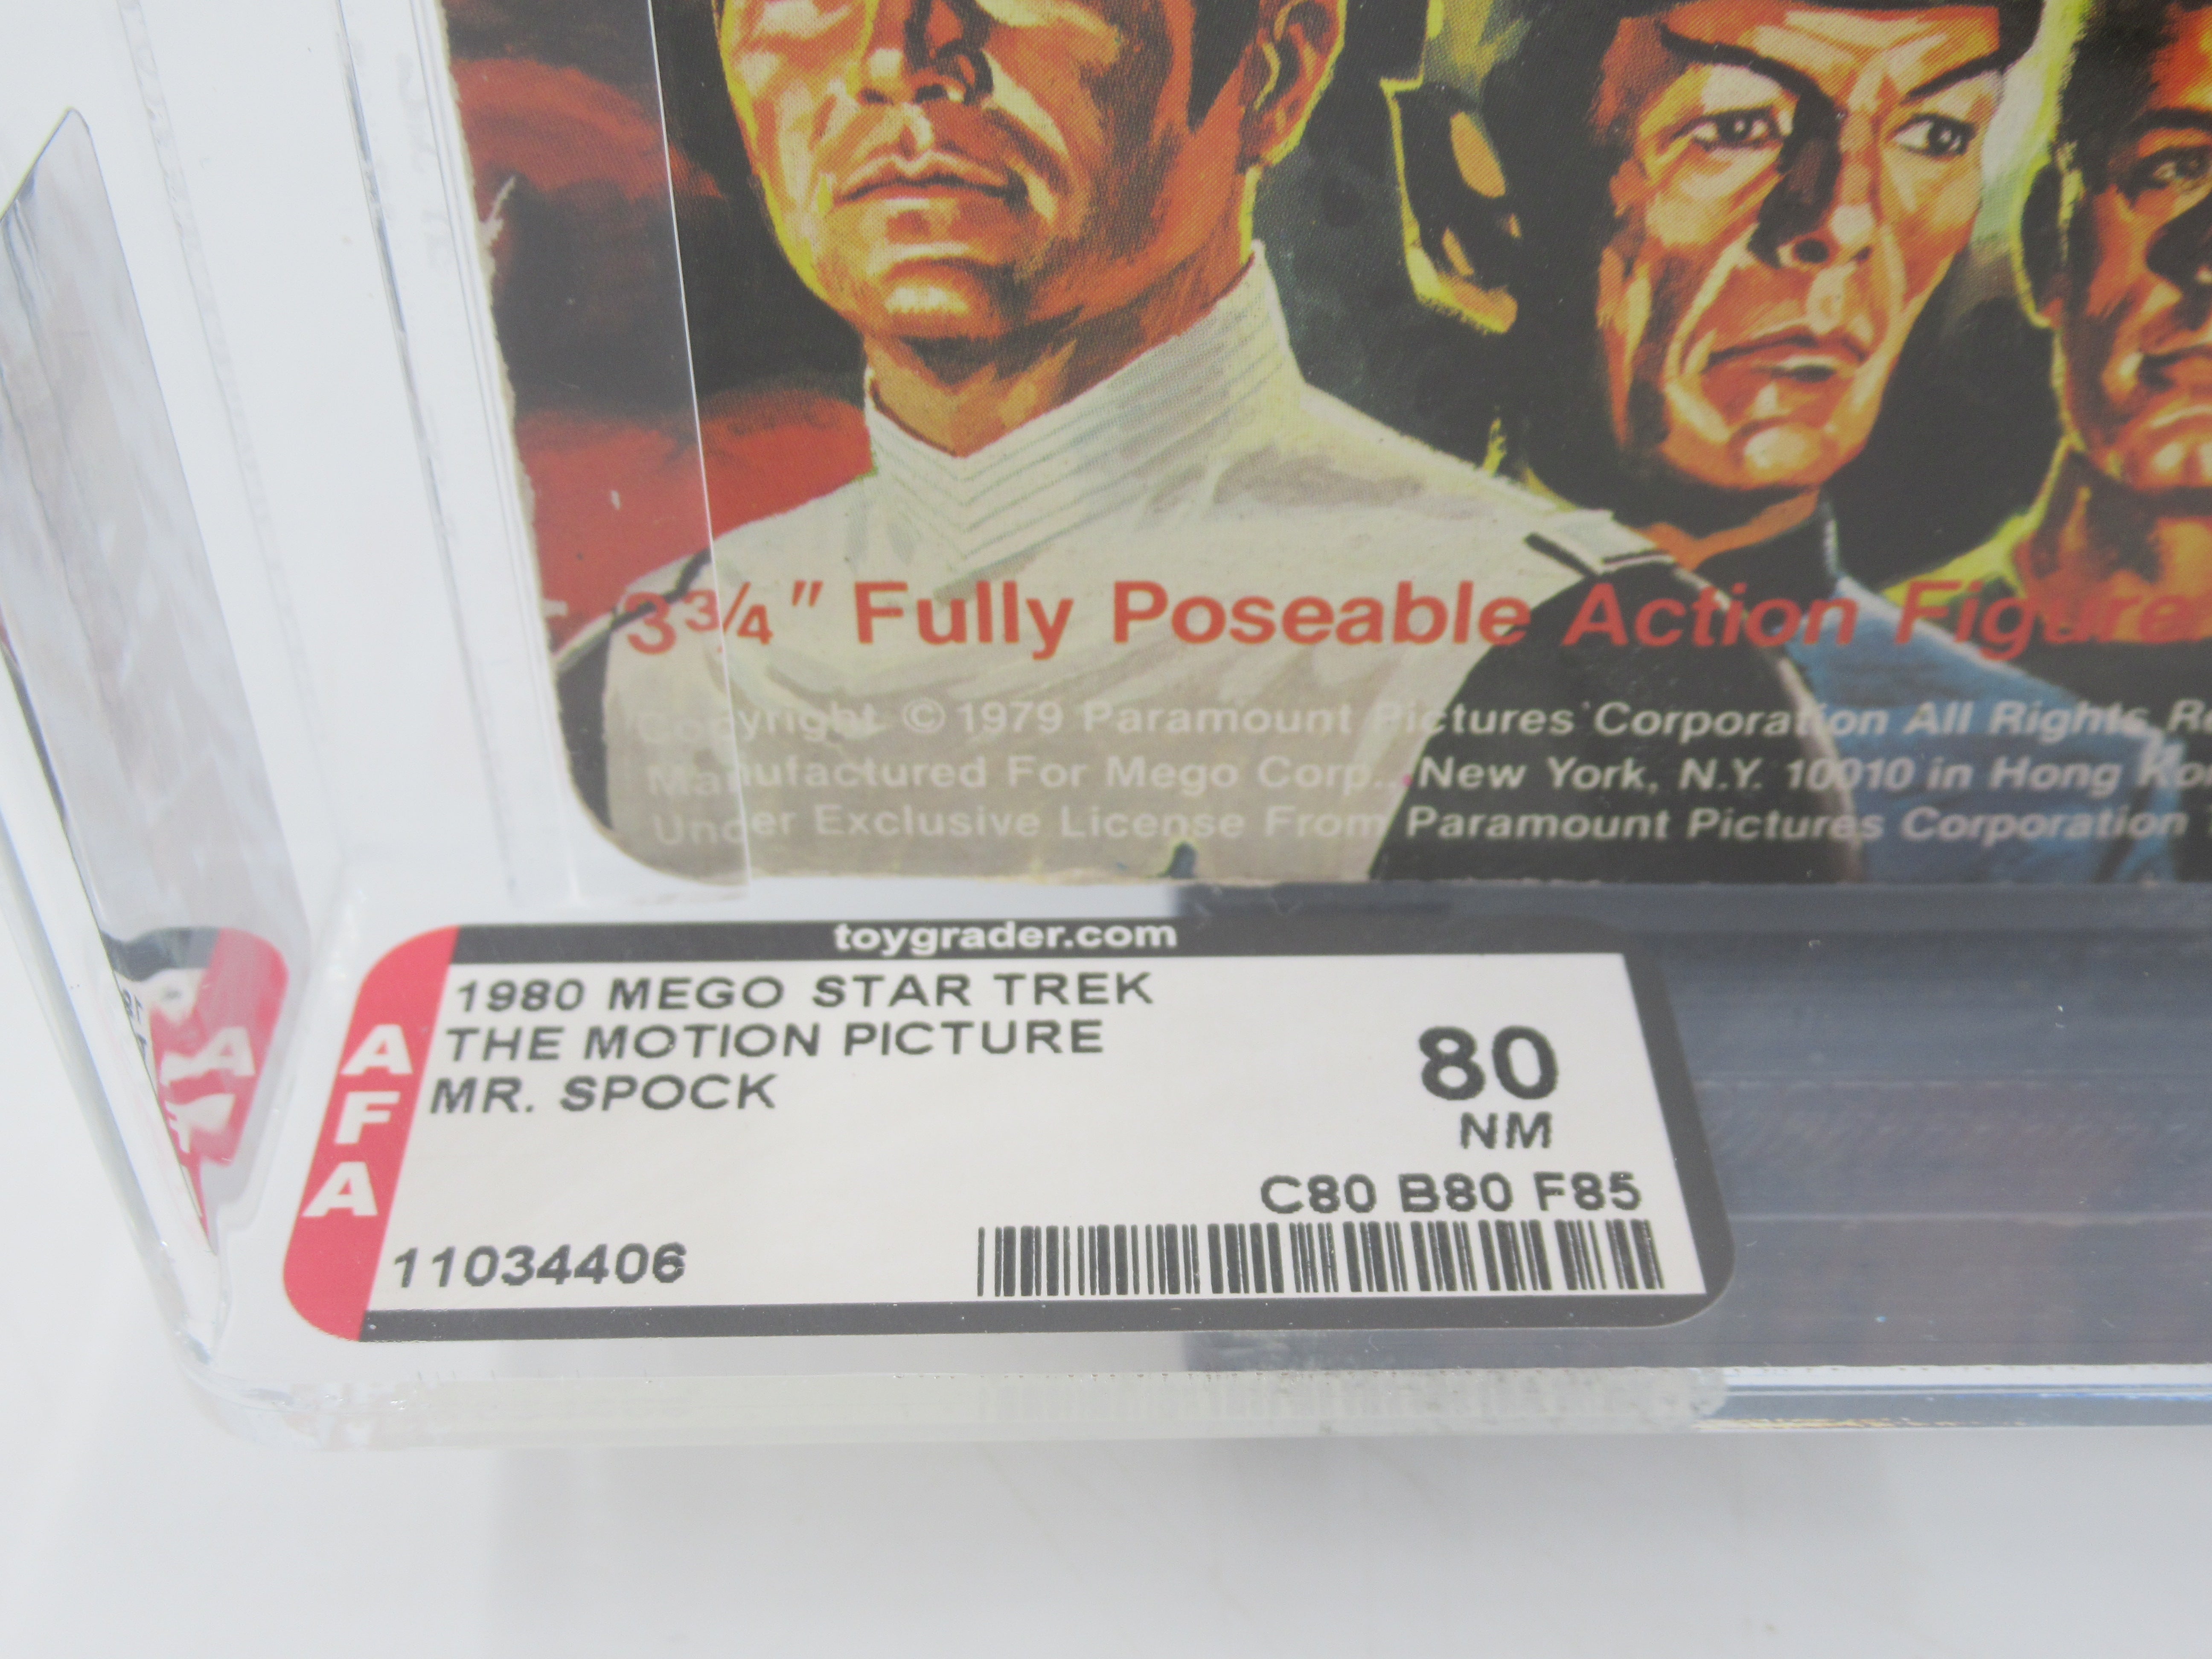 3¾" Fully Poseable Action Figure
Copyright © 1979 Paramount Pictures Corporation All Rights
Manufactured For Mego Corp., New York, N.Y. 10010 in Hong
Under Exclusive License From Paramount Pictures Corporation
toygrader.com
1980 MEGO STAR TREK
THE MOTION PICTURE
MR. SPOCK
80
NM
C80 B80 F85
11034406
AFA